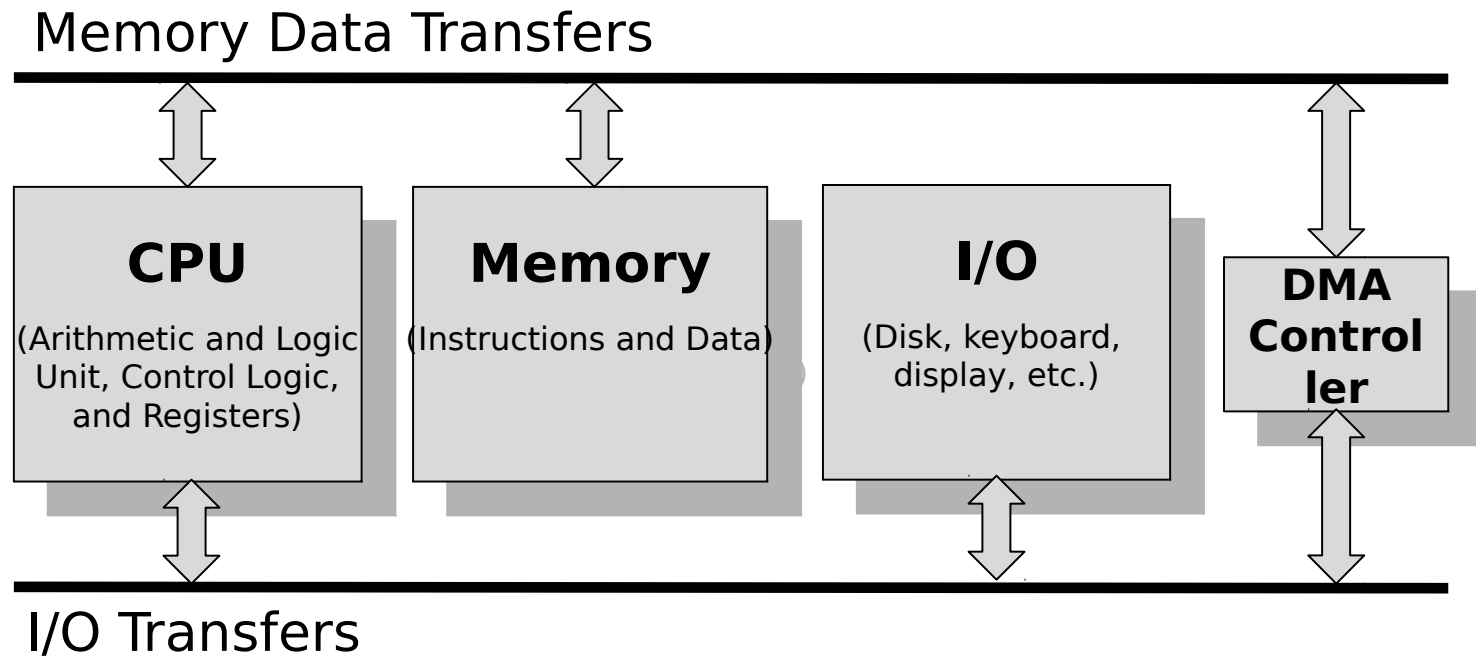 Memory Data Transfers
CPU
(Arithmetic and Logic
Unit, Control Logic,
and Registers)
Memory
(Instructions and Data)
I/O
(Disk, keyboard,
display, etc.)
DMA
Control
ler
I/O Transfers